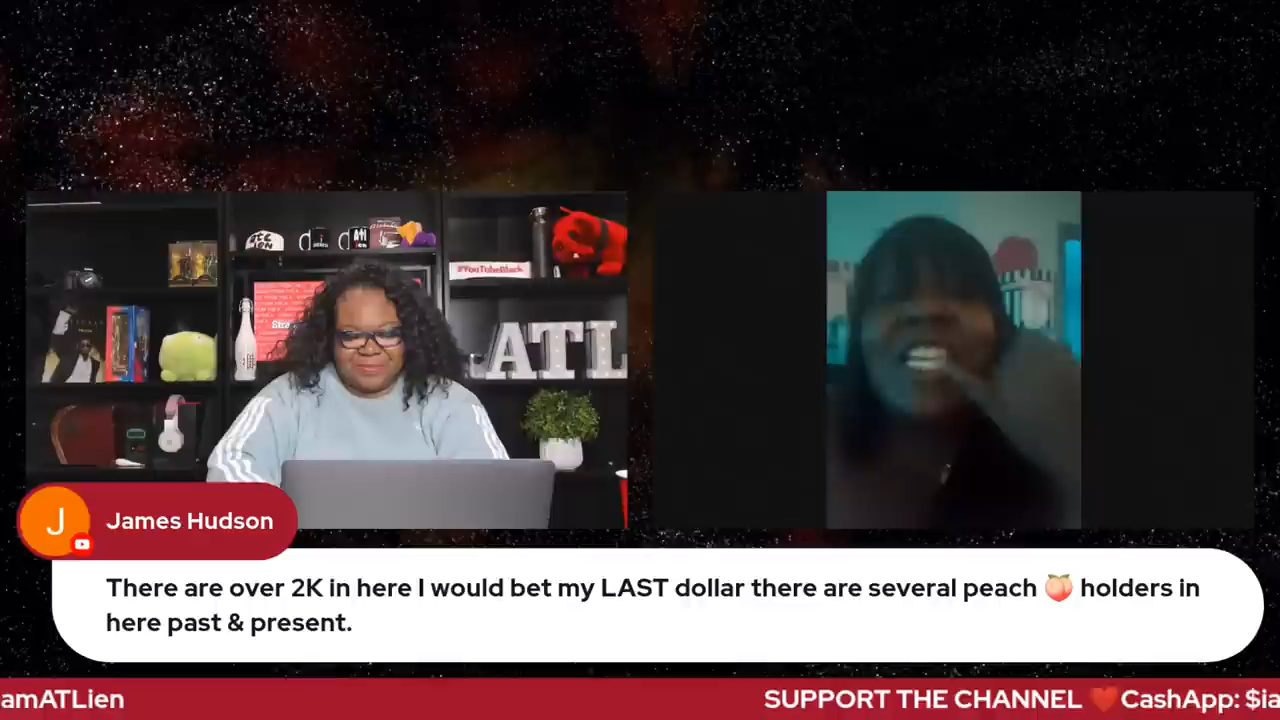 #YouTubeBlack
ATL
James Hudson
There are over 2K in here I would bet my LAST dollar there are several peach 🍑 holders in
here past & present.
amATLien
SUPPORT THE CHANNEL ❤️CashApp: $ia